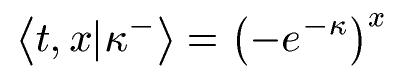 ⟨t, x|κ⁻⟩ = (−e^{−κ})^x